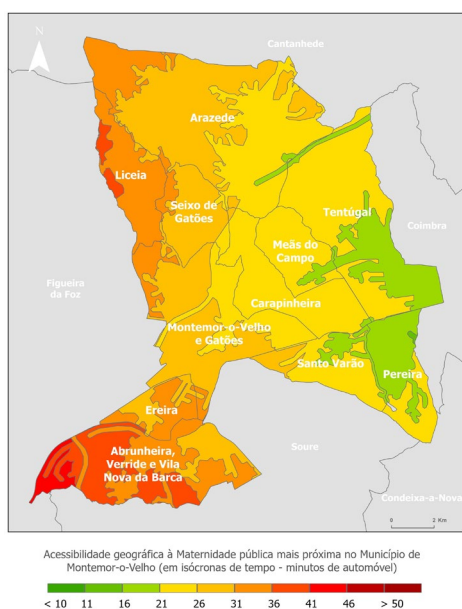 N
Cantanhede
Arazede
Liceia
Seixo de
Gatões
Tentúgal
Coimbra
Meãs do
Campo
Figueira
da Foz
Carapinheira
Montemor-o-Velho
e Gatões
Santo Varão
Pereira
Ereira
Abrunheira,
Verride e Vila
Nova da Barca
Soure
Condeixa-a-Nova
0 2 Km
Acessibilidade geográfica à Maternidade pública mais próxima no Município de
Montemor-o-Velho (em isócronas de tempo - minutos de automóvel)
< 10 11 16 21 26 31 36 41 46 > 50